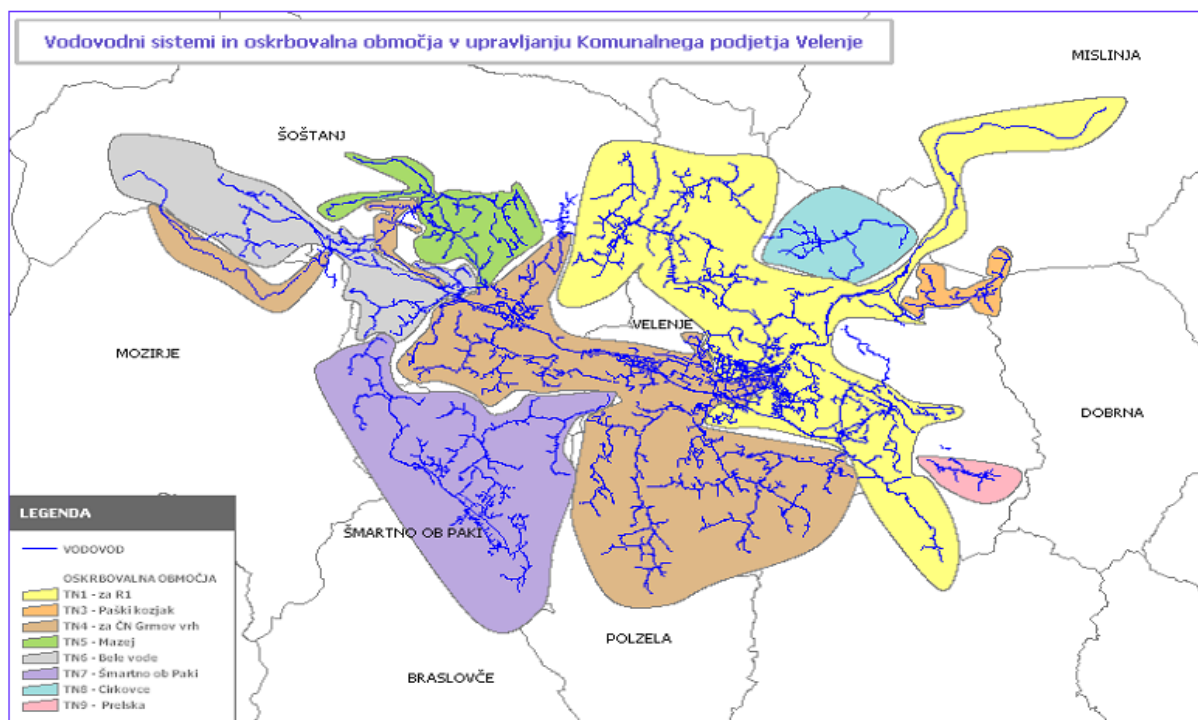 Vodovodni sistemi in oskrbovalna območja v upravljanju Komunalnega podjetja Velenje
MISLINJA
ŠOŠTANJ
VELENJE
MOZIRJE
DOBRNA
ŠMARTNO OB PAKI
POLZELA
BRASLOVČE
LEGENDA
VODOVOD
OSKRBOVALNA OBMOČJA
TN1 - za R1
TN3 - Paški kozjak
TN4 - za ČN Grmov vrh
TN5 - Mazej
TN6 - Bele vode
TN7 - Šmartno ob Paki
TN8 - Cirkovce
TN9 - Prelska